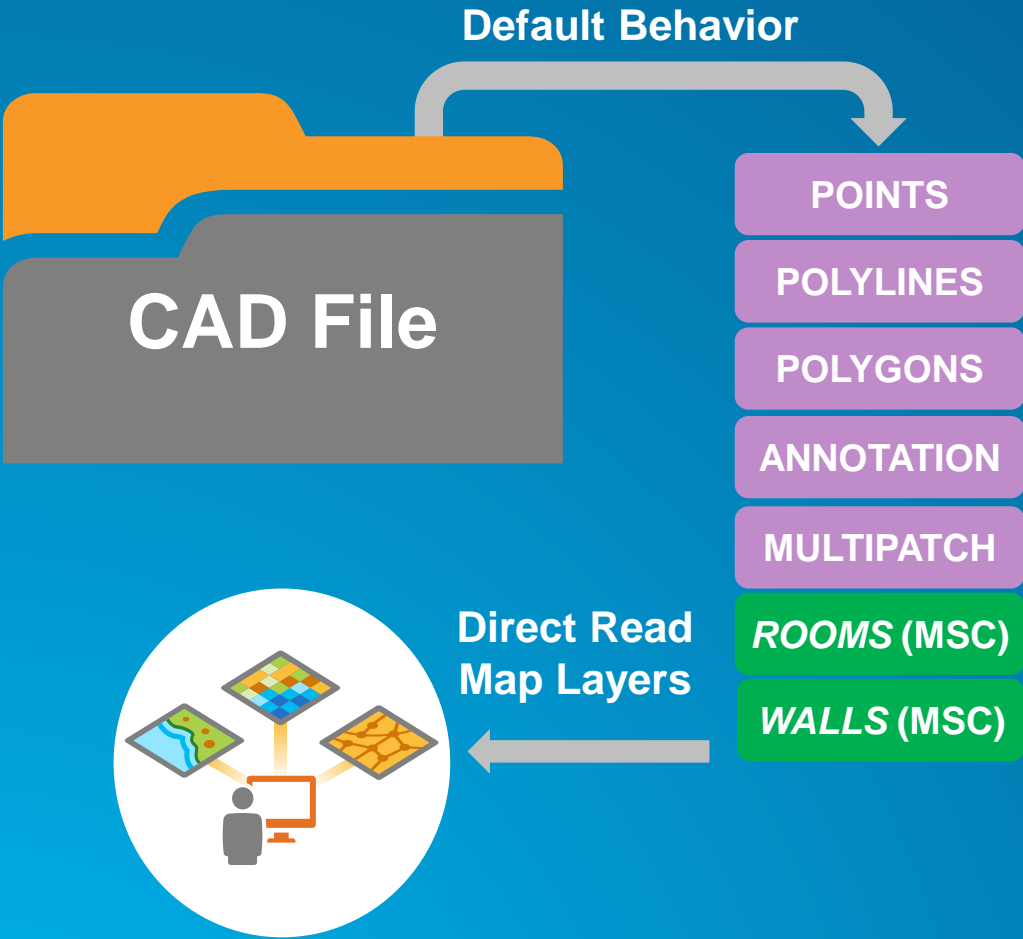 Default Behavior
CAD File
POINTS
POLYLINES
POLYGONS
ANNOTATION
MULTIPATCH
ROOMS (MSC)
WALLS (MSC)
Direct Read
Map Layers